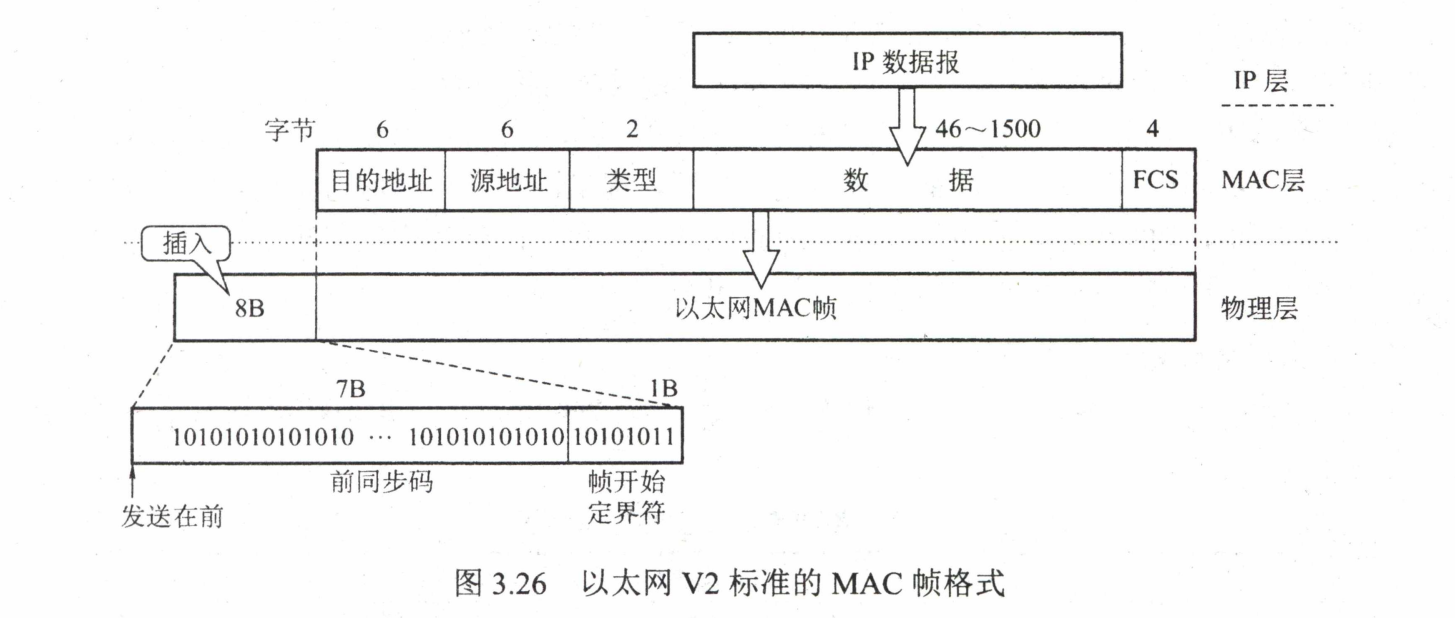 IP 数据报
IP 层
字节 6 6 2 46～1500 4
目的地址 源地址 类型 数 据 FCS MAC层
插入
8B 以太网MAC帧 物理层
7B 1B
10101010101010 … 101010101010 10101011
前同步码 帧开始
定界符
发送在前
图 3.26 以太网 V2 标准的 MAC 帧格式